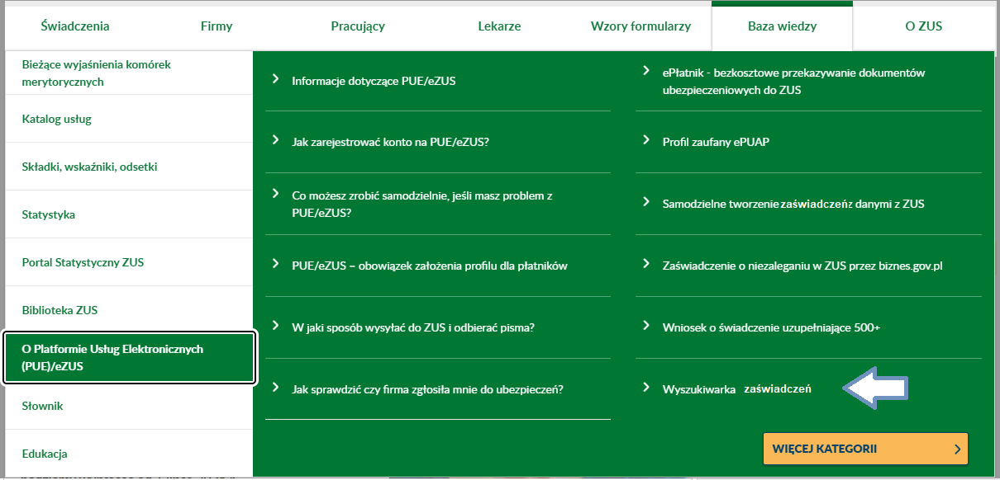 Świadczenia
Firmy
Pracujący
Lekarze
Wzory formularzy
Baza wiedzy
O ZUS
Bieżące wyjaśnienia komórek
merytorycznych
Katalog usług
Składki, wskaźniki, odsetki
Statystyka
Portal Statystyczny ZUS
Biblioteka ZUS
O Platformie Usług Elektronicznych
(PUE)/eZUS
Słownik
Edukacja
Informacje dotyczące PUE/eZUS
Jak zarejestrować konto na PUE/eZUS?
Co możesz zrobić samodzielnie, jeśli masz problem z
PUE/eZUS?
PUE/eZUS – obowiązek założenia profilu dla płatników
W jaki sposób wysyłać do ZUS i odbierać pisma?
Jak sprawdzić czy firma zgłosiła mnie do ubezpieczeń?
ePłatnik - bezkosztowe przekazywanie dokumentów
ubezpieczeniowych do ZUS
Profil zaufany ePUAP
Samodzielne tworzenie zaświadczeń z danymi z ZUS
Zaświadczenie o niezaleganiu w ZUS przez biznes.gov.pl
Wniosek o świadczenie uzupełniające 500+
Wyszukiwarka zaświadczeń
WIĘCEJ KATEGORII